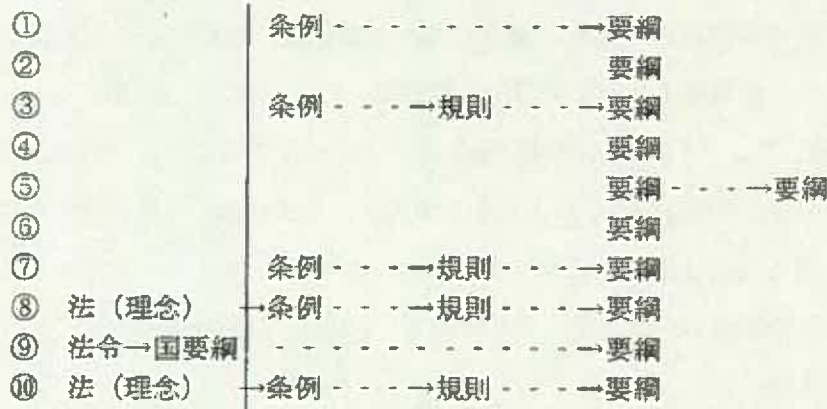 ① 条例- - - - - - - - - →要綱
② 要綱
③ 条例- - - →規則- - - →要綱
④ 要綱
⑤ 要綱- - - →要綱
⑥ 要綱
⑦ 条例- - - →規則- - - →要綱
⑧ 法(理念) →条例- - - →規則- - - →要綱
⑨ 法令→国要綱 - - - - - - - - - →要綱
⑩ 法(理念) →条例- - - →規則- - - →要綱